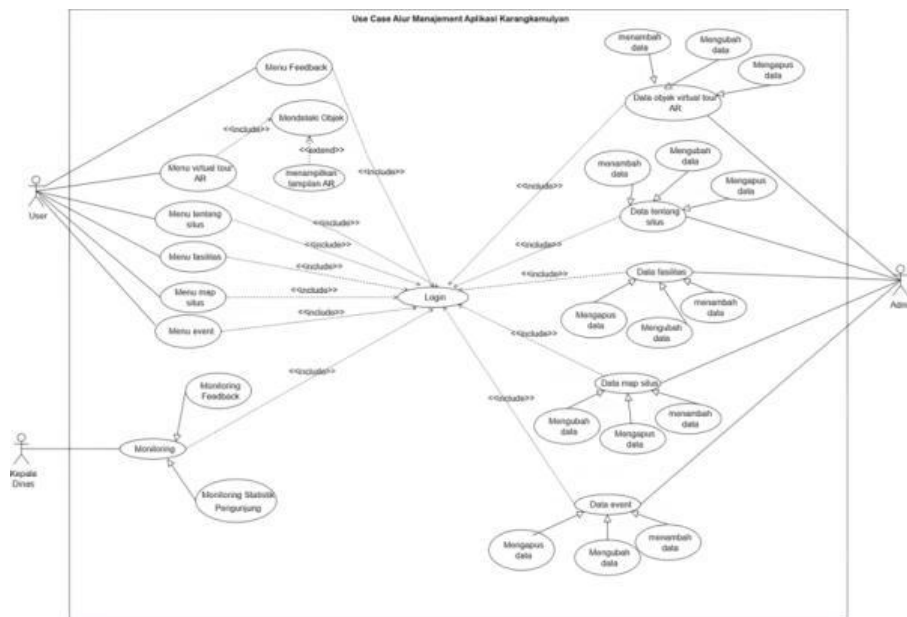 Use Case Alur Manajement Aplikasi Karangkamulyan
Menu Feedback
Mendeteki Objek
<<include>>
<<extend>>
menampilkan
tampilan AR
<<include>>
Menu virtual tour
AR
User
Menu tentang
situs
Menu fasilitas
Menu map
situs
Menu event
<<include>>
<<include>>
<<include>>
<<include>>
<<include>>
Login
<<include>>
Monitoring
Feedback
Monitoring
Kepala
Dinas
Monitoring Statistik
Pengunjung
menambah
data
Mengubah
data
Mengapus
data
Data objek virtual tour
AR
<<include>>
menambah
data
Mengubah
data
Mengapus
data
Data tentang
situs
<<include>>
Data fasilitas
<<include>>
Mengapus
data
Mengubah
data
menambah
data
Admin
Data map situs
<<include>>
Mengubah
data
Mengapus
data
menambah
data
<<include>>
Data event
Mengapus
data
Mengubah
data
menambah
data